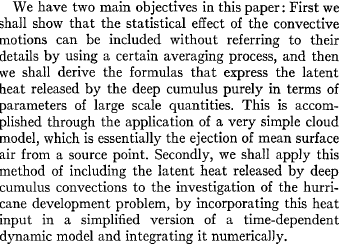 We have two main objectives in this paper: First we
shall show that the statistical effect of the convective
motions can be included without referring to their
details by using a certain averaging process, and then
we shall derive the formulas that express the latent
heat released by the deep cumulus purely in terms of
parameters of large scale quantities. This is accom-
plished through the application of a very simple cloud
model, which is essentially the ejection of mean surface
air from a source point. Secondly, we shall apply this
method of including the latent heat released by deep
cumulus convections to the investigation of the hurri-
cane development problem, by incorporating this heat
input in a simplified version of a time-dependent
dynamic model and integrating it numerically.